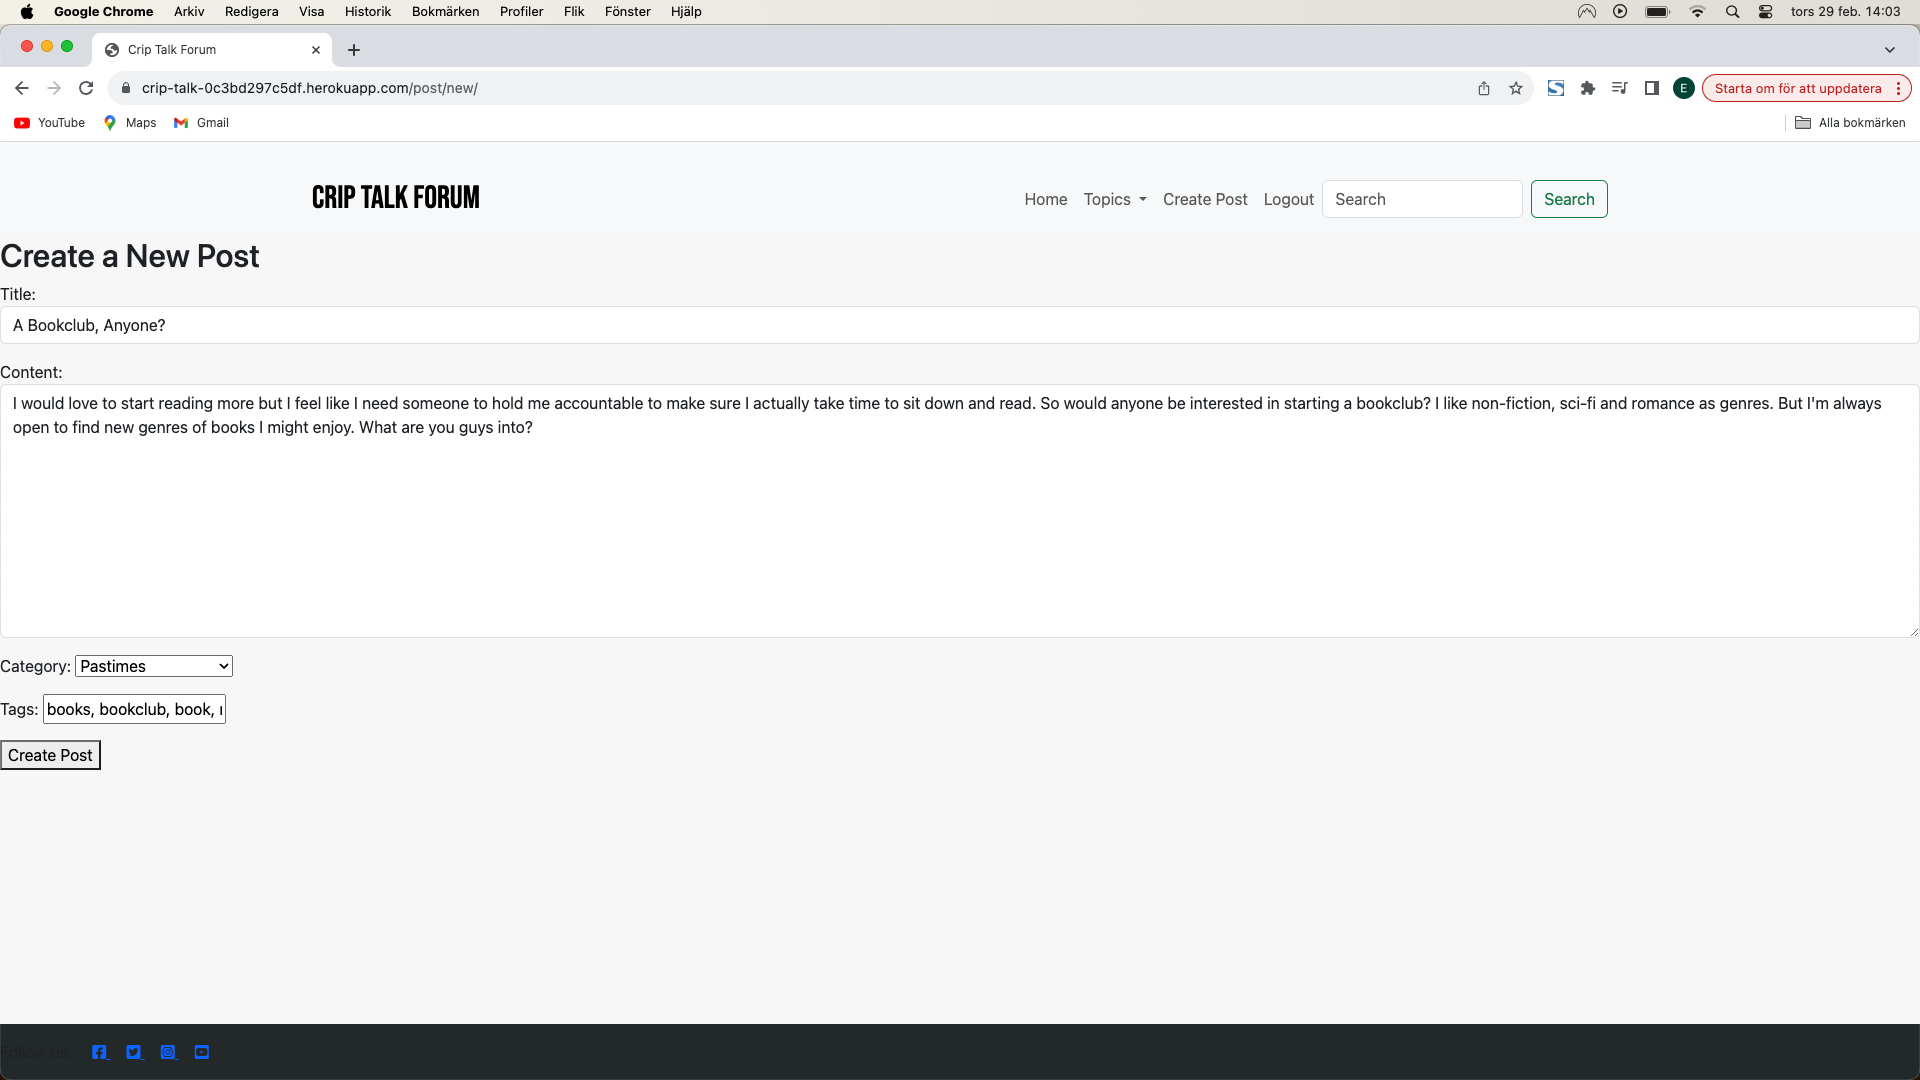 Google Chrome Arkiv Redigera Visa Historik Bokmärken Profiler Flik Fönster Hjälp tors 29 feb. 14:03
Crip Talk Forum
crip-talk-0c3bd297c5df.herokuapp.com/post/new/ E Starta om för att uppdatera
YouTube Maps Gmail Alla bokmärken
CRIP TALK FORUM Home Topics Create Post Logout Search Search
Create a New Post
Title:
A Bookclub, Anyone?
Content:
I would love to start reading more but I feel like I need someone to hold me accountable to make sure I actually take time to sit down and read. So would anyone be interested in starting a bookclub? I like non-fiction, sci-fi and romance as genres. But I'm always
open to find new genres of books I might enjoy. What are you guys into?
Category: Pastimes
Tags: books, bookclub, book,
Create Post
Follow us: